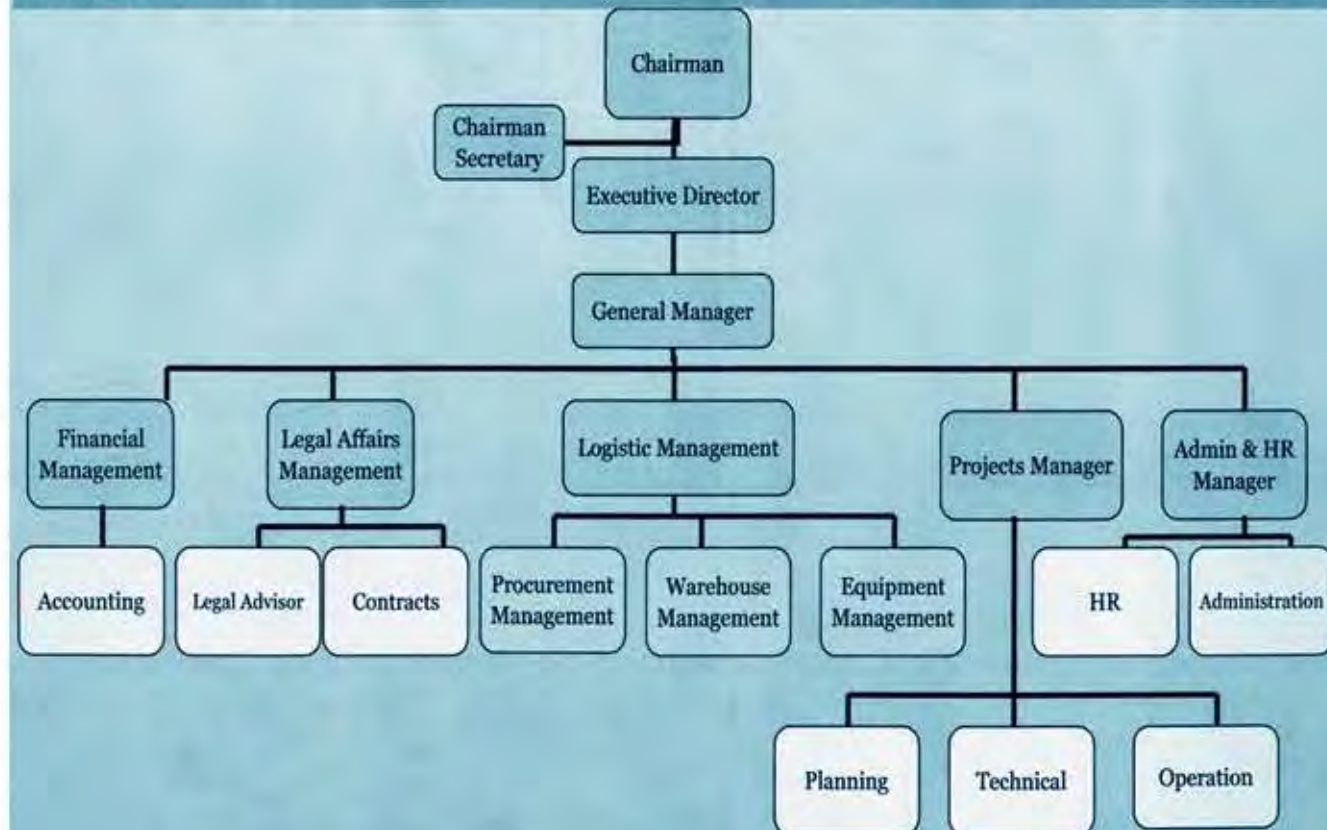 Chairman
Chairman
Secretary
Executive Director
General Manager
Financial
Management
Legal Affairs
Management
Logistic Management
Projects Manager
Admin & HR
Manager
Accounting
Legal Advisor
Contracts
Procurement
Management
Warehouse
Management
Equipment
Management
HR
Administration
Planning
Technical
Operation